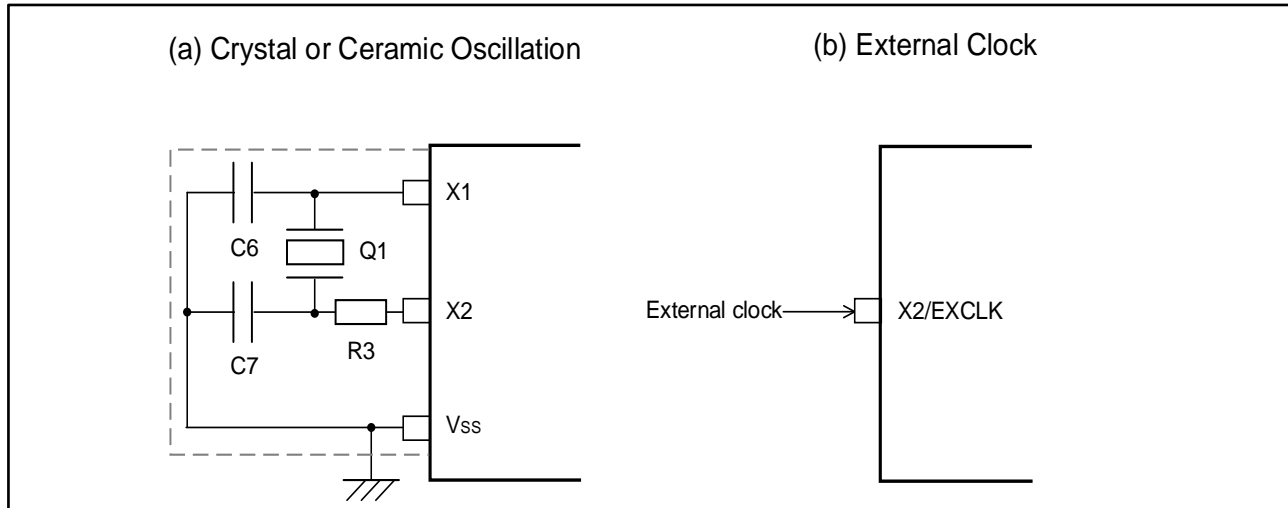 (a) Crystal or Ceramic Oscillation
(b) External Clock
X1
C6
Q1
X2
External clock
X2/EXCLK
R3
C7
Vss